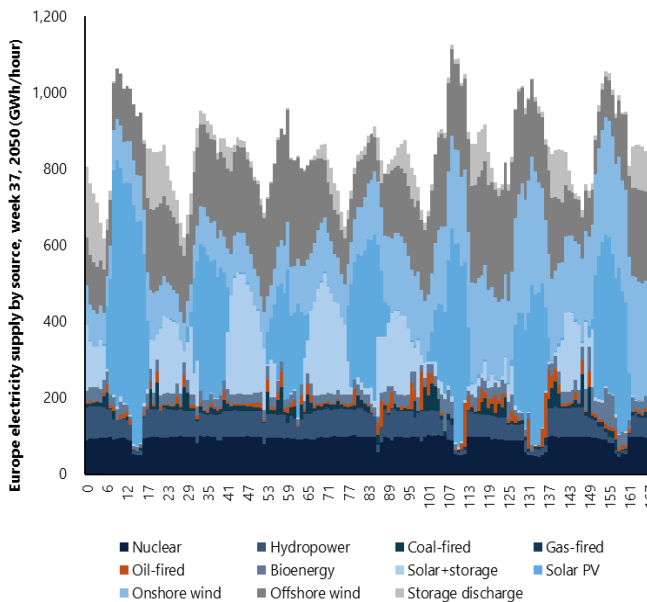 Europe electricity supply by source, week 37, 2050 (GWh/hour)
1,200
1,000
800
600
400
200
0
0 6 12 17 23 29 35 41 47 53 59 65 71 77 83 89 95 101 107 113 119 125 131 137 143 149 155 161 167
Nuclear Hydropower Coal-fired Gas-fired
Oil-fired Bioenergy Solar+storage Solar PV
Onshore wind Offshore wind Storage discharge